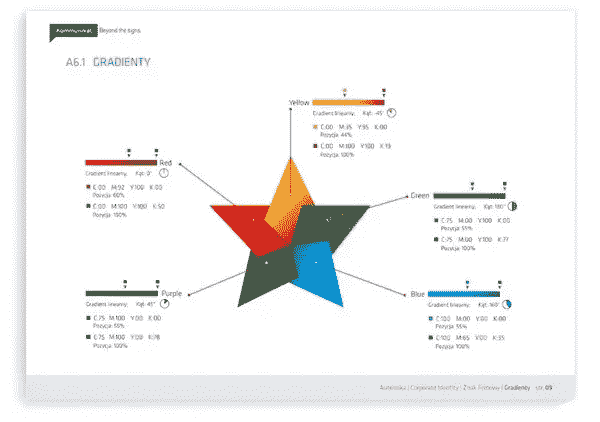 Beyond the signs
A6.1 GRADIENTY
Yellow
Gradient linearny, Kąt: -45°
C:00 M:35 Y:95 K:00
Pozycja: 44%
C:00 M:100 Y:100 K:19
Pozycja: 100%
Red
Gradient linearny, Kąt: 0°
C:00 M:92 Y:100 K:00
Pozycja: 60%
C:00 M:100 Y:100 K:50
Pozycja: 100%
Green
Gradient linearny, Kąt: 180°
C:75 M:00 Y:100 K:00
Pozycja: 55%
C:75 M:00 Y:100 K:77
Pozycja: 100%
Purple
Gradient linearny, Kąt: 45°
C:75 M:100 Y:00 K:00
Pozycja: 55%
C:75 M:100 Y:00 K:78
Pozycja: 100%
Blue
Gradient linearny, Kąt: 160°
C:100 M:00 Y:00 K:00
Pozycja: 55%
C:100 M:65 Y:00 K:35
Pozycja: 100%
| Corporate Identity | Znak Firmowy | Gradienty str. 09